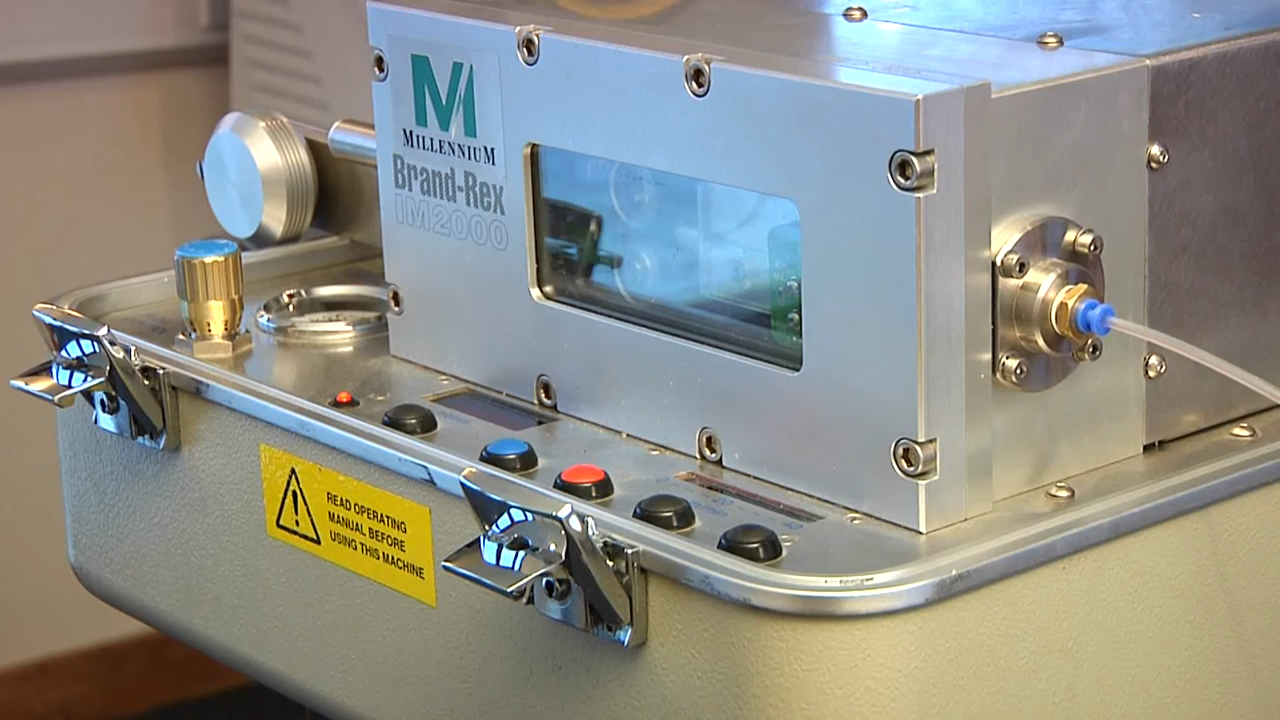 MILLENNIUM
Brand-Rex
IM2000
READ OPERATING
MANUAL BEFORE
USING THIS MACHINE